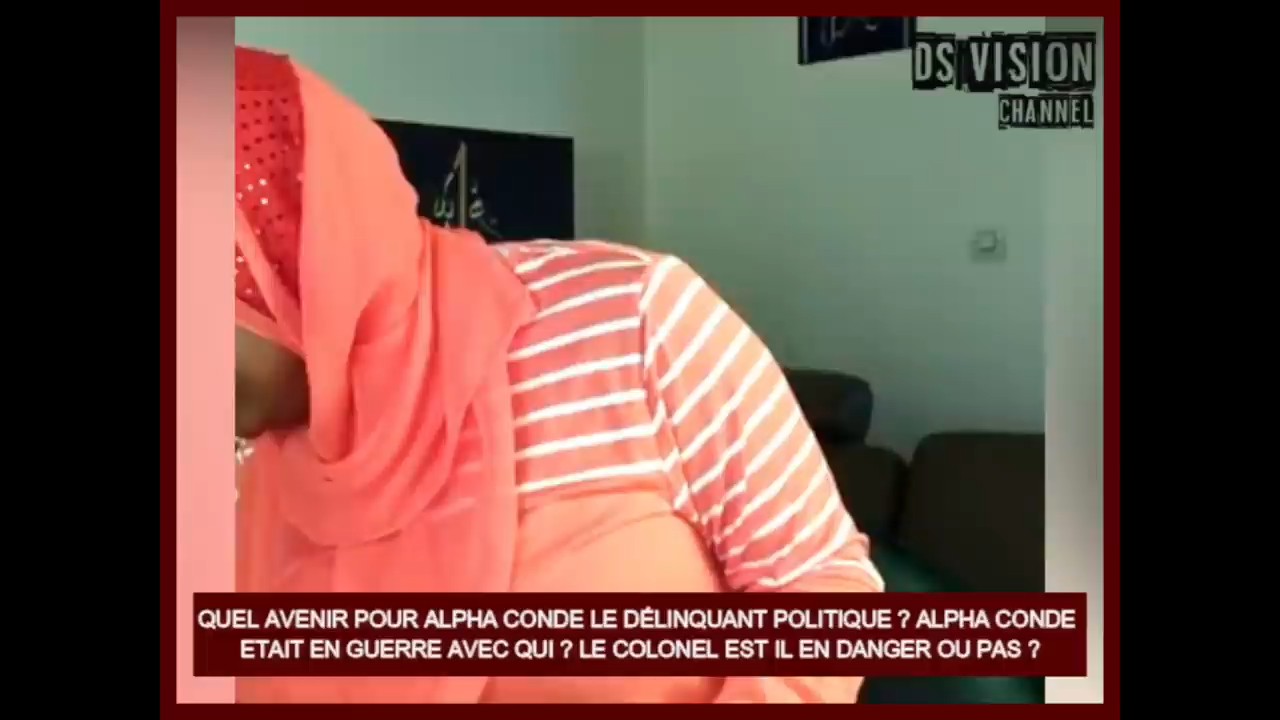 DS VISION
CHANNEL
QUEL AVENIR POUR ALPHA CONDE LE DÉLINQUANT POLITIQUE ? ALPHA CONDE
ETAIT EN GUERRE AVEC QUI ? LE COLONEL EST IL EN DANGER OU PAS ?